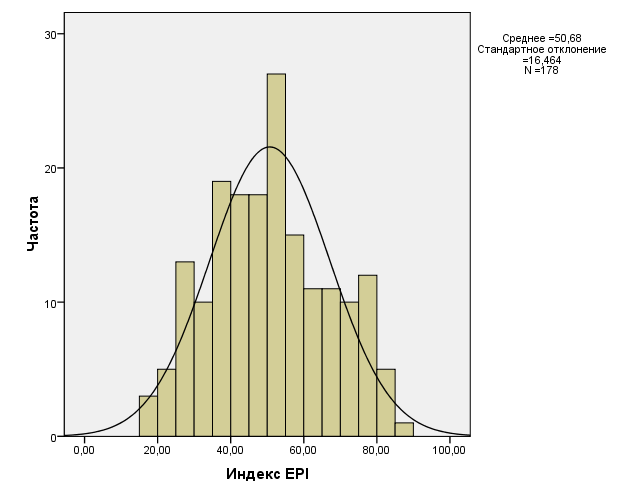 Среднее =50,68
Стандартное отклонение
=16,464
N =178
30
20
10
0
Частота
0,00 20,00 40,00 60,00 80,00 100,00
Индекс EPI